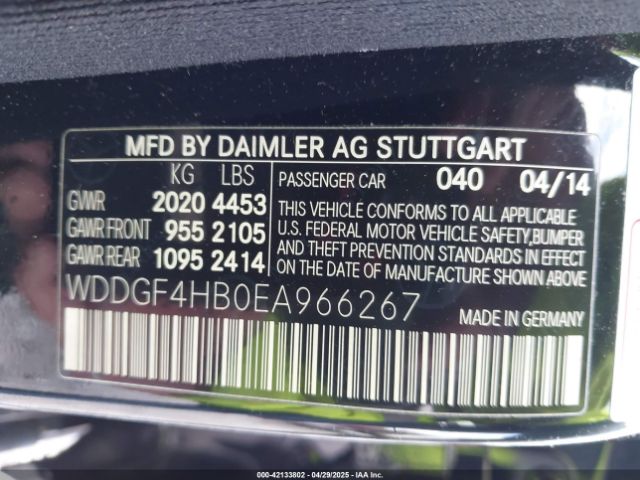 MFD BY DAIMLER AG STUTTGART
KG LBS
GVWR 2020 4453
GAWR FRONT 955 2105
GAWR REAR 1095 2414
PASSENGER CAR 040 04/14
THIS VEHICLE CONFORMS TO ALL APPLICABLE
U.S. FEDERAL MOTOR VEHICLE SAFETY,BUMPER
AND THEFT PREVENTION STANDARDS IN EFFECT
ON THE DATE OF MANUFACTURE SHOWN ABOVE.
WDDGF4HB0EA966267
MADE IN GERMANY
000-42133802 04/29/2025 IAAI.com